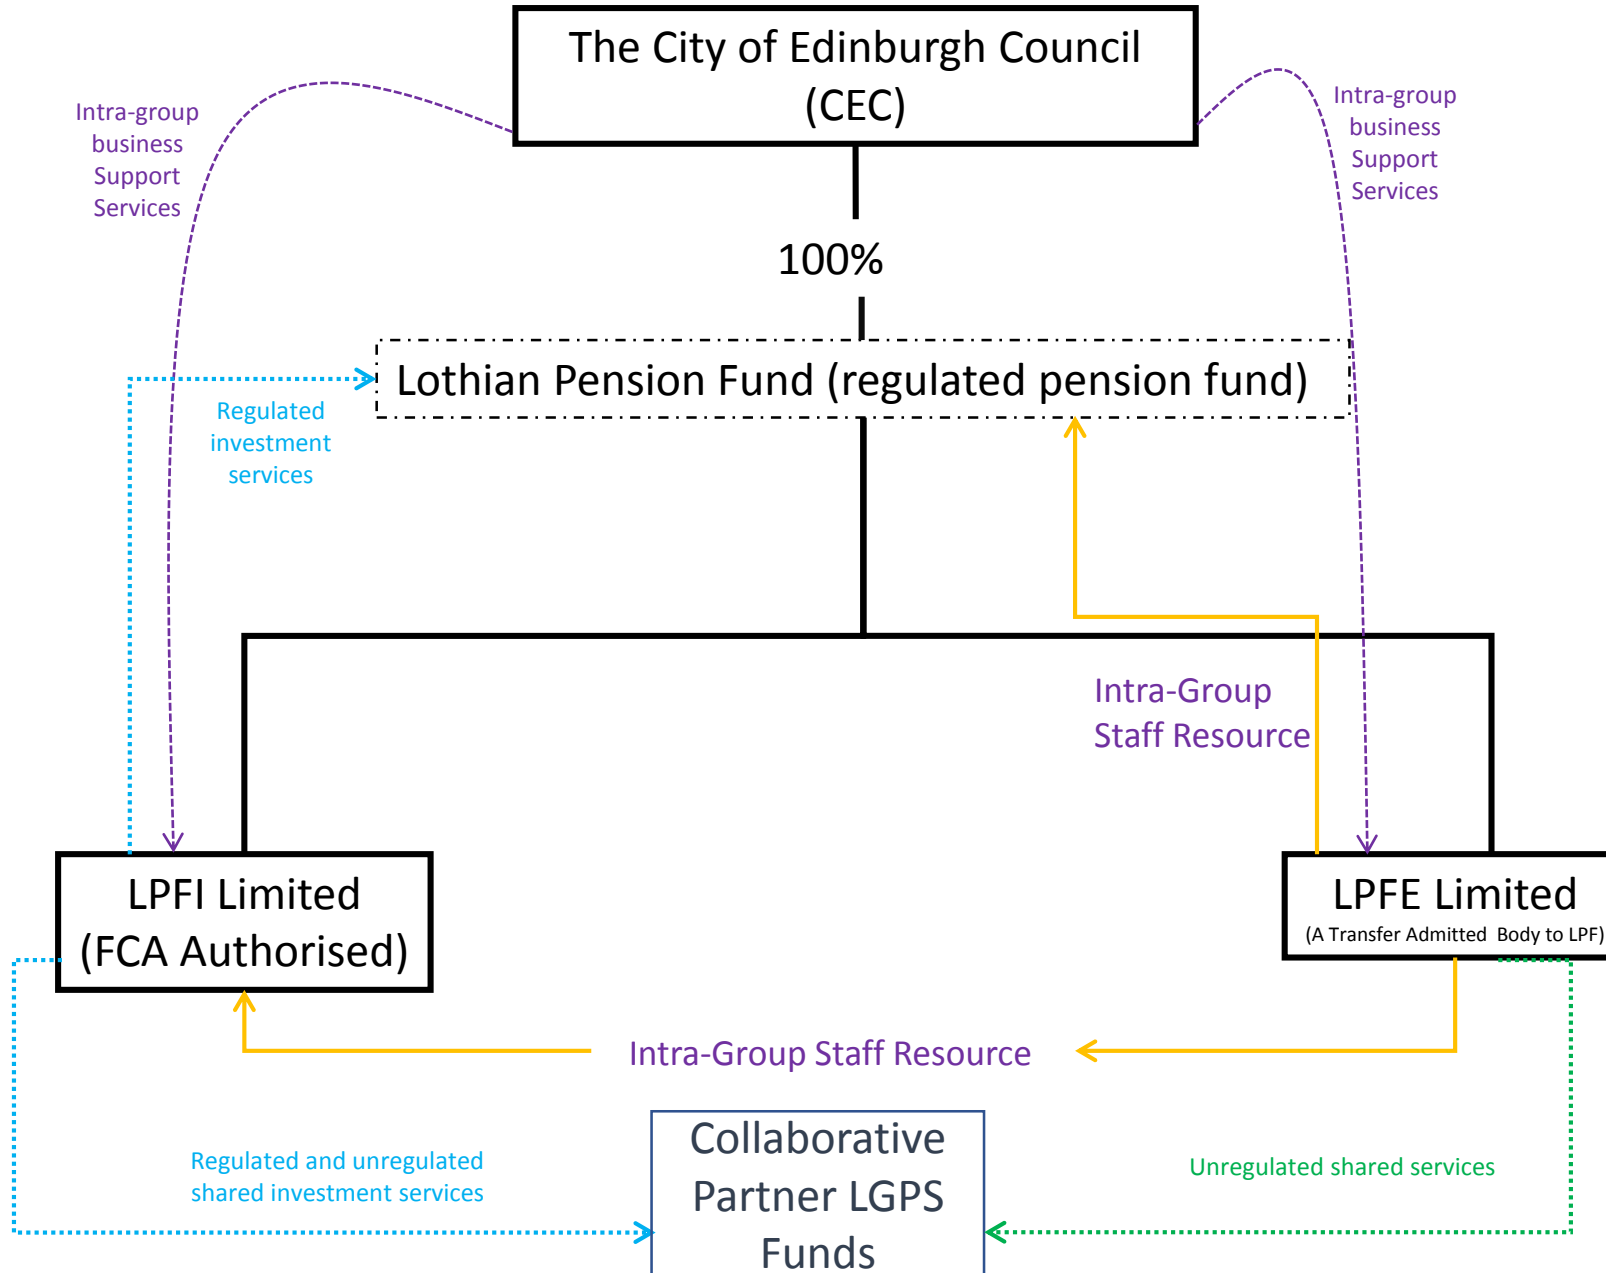 The City of Edinburgh Council
(CEC)
Intra-group
business
Support
Services
Intra-group
business
Support
Services
100%
Lothian Pension Fund (regulated pension fund)
Regulated
investment
services
Intra-Group
Staff Resource
LPFI Limited
(FCA Authorised)
LPFE Limited
(A Transfer Admitted Body to LPF)
Intra-Group Staff Resource
Regulated and unregulated
shared investment services
Collaborative
Partner LGPS
Funds
Unregulated shared services